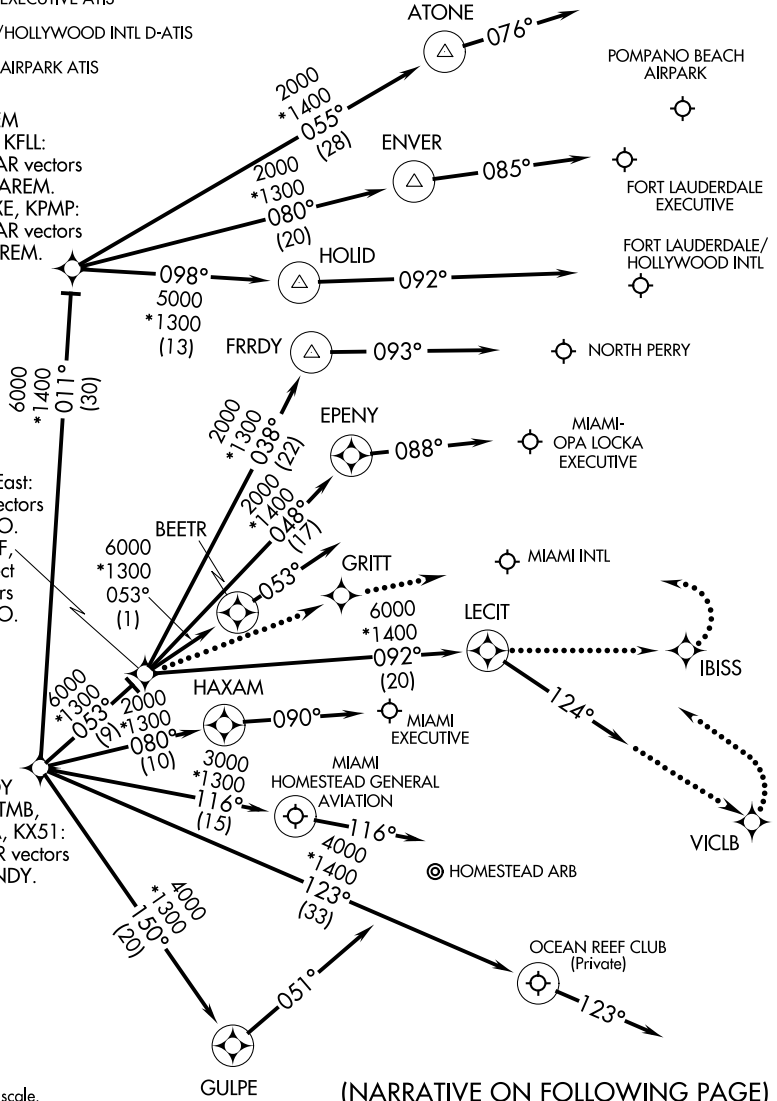 EXECUTIVE ATIS
/HOLLYWOOD INTL D-ATIS
AIRPARK ATIS
KFLL:
AR vectors
AREM.
KPMP:
AR vectors
REM.
ATONE
076°
2000
*1400
055°
(28)
POMPANO BEACH
AIRPARK
ENVER
085°
2000
*1300
080°
(20)
FORT LAUDERDALE
EXECUTIVE
HOLID
092°
098°
5000
*1300
(13)
FORT LAUDERDALE/
HOLLYWOOD INTL
FRRDY
093°
NORTH PERRY
6000
*1400
011°
(30)
2000
*1300
038°
(22)
EPENY
088°
MIAMI-
OPA LOCKA
EXECUTIVE
2000
*1400
048°
(17)
East:
ectors
O.
F,
ect
rs
O.
BEETR
053°
6000
*1300
053°
(1)
GRITT
MIAMI INTL
6000
*1400
092°
(20)
LECIT
IBISS
124°
VICLB
6000
*1300
053°
(9)
HAXAM
090°
2000
*1300
080°
(10)
MIAMI
EXECUTIVE
3000
*1300
116°
(15)
MIAMI
HOMESTEAD GENERAL
AVIATION
116°
DY
TMB,
KX51:
R vectors
NDY.
4000
*1400
123°
(33)
HOMESTEAD ARB
4000
*1300
150°
(20)
051°
OCEAN REEF CLUB
(Private)
123°
GULPE
scale.
(NARRATIVE ON FOLLOWING PAGE)